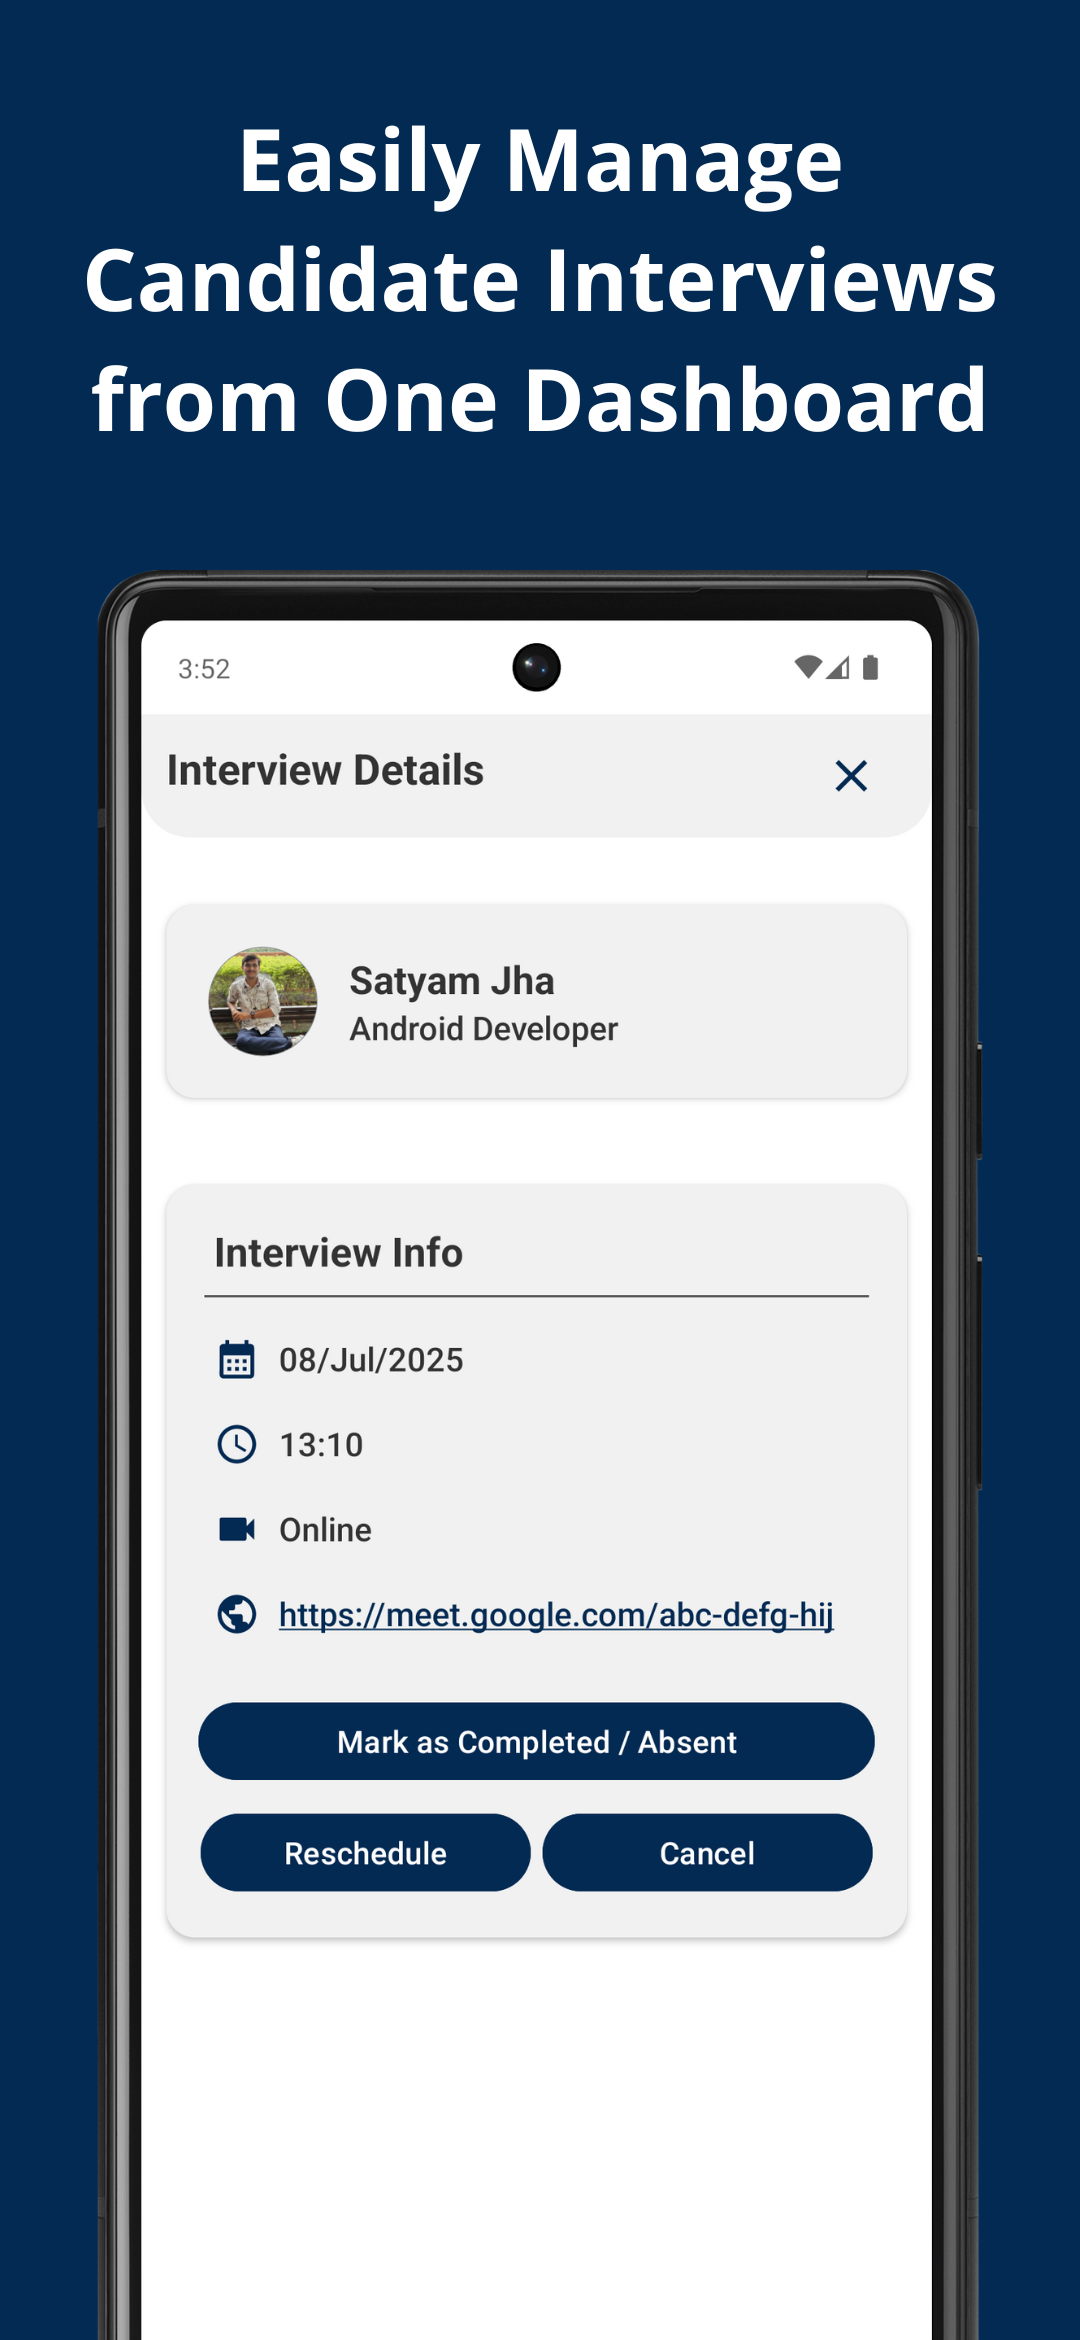 Easily Manage
Candidate Interviews
from One Dashboard
3:52
Interview Details
Satyam Jha
Android Developer
Interview Info
08/Jul/2025
13:10
Online
https://meet.google.com/abc-defg-hij
Mark as Completed / Absent
Reschedule
Cancel